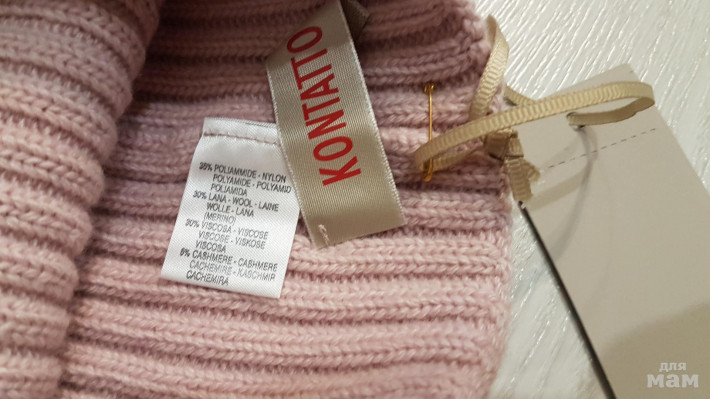 KONTATTO
30% POLIAMMIDE - NYLON
POLYAMIDE - POLYAMID
POLIAMIDA
30% LANA - WOOL - LAINE
WOLLE - LANA
(MERINO)
30% VISCOSA - VISCOSE
VISCOSE - VISKOSE
VISCOSA
5% CASHMERE - CASHMERE
CACHEMIRE - KASCHMIR
CACHEMIRA
для
мам